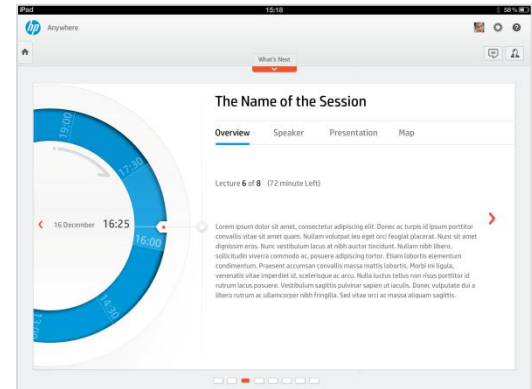 iPad 15:18 58 %
hp Anywhere
What's Next
The Name of the Session
Overview Speaker Presentation Map
19:00
17:30
Lecture 6 of 8 (72 minute Left)
16 December 16:25
16:00
14:30
13:00
Lorem ipsum dolor sit amet, consectetur adipiscing elit. Donec ac turpis id ipsum porttitor
convallis vitae sit amet quam. Nullam volutpat leo eget orci feugiat placerat. Nunc sit amet
dignissim eros. Nunc vestibulum lacus at nibh auctor tincidunt. Nullam nibh libero,
sollicitudin viverra commodo ac, posuere adipiscing tortor. Etiam lobortis elementum
condimentum. Praesent accumsan convallis massa mattis lobortis. Morbi mi ligula,
venenatis vitae imperdiet id, scelerisque ac arcu. Nulla luctus tellus non risus porttitor id
rutrum lacus posuere. Vestibulum sagittis pulvinar sapien ut iaculis. Donec vulputate dui a
libero rutrum ac ullamcorper nibh fringilla. Sed vitae orci ac massa aliquam sagittis.